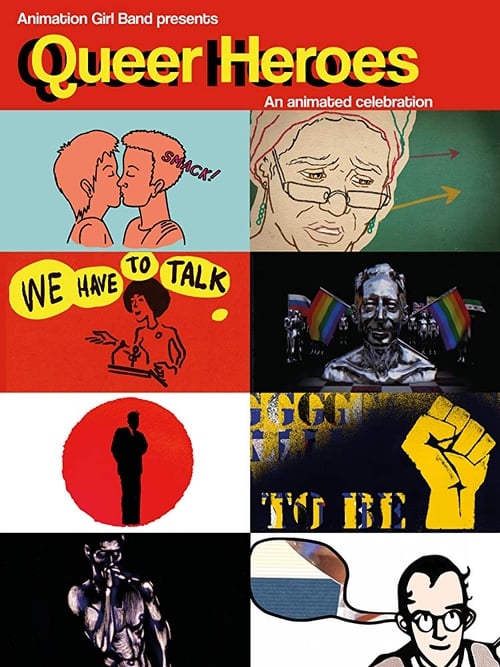 Animation Girl Band presents
Queer Heroes
An animated celebration
SMACK!
WE HAVE TO TALK.
TO BE